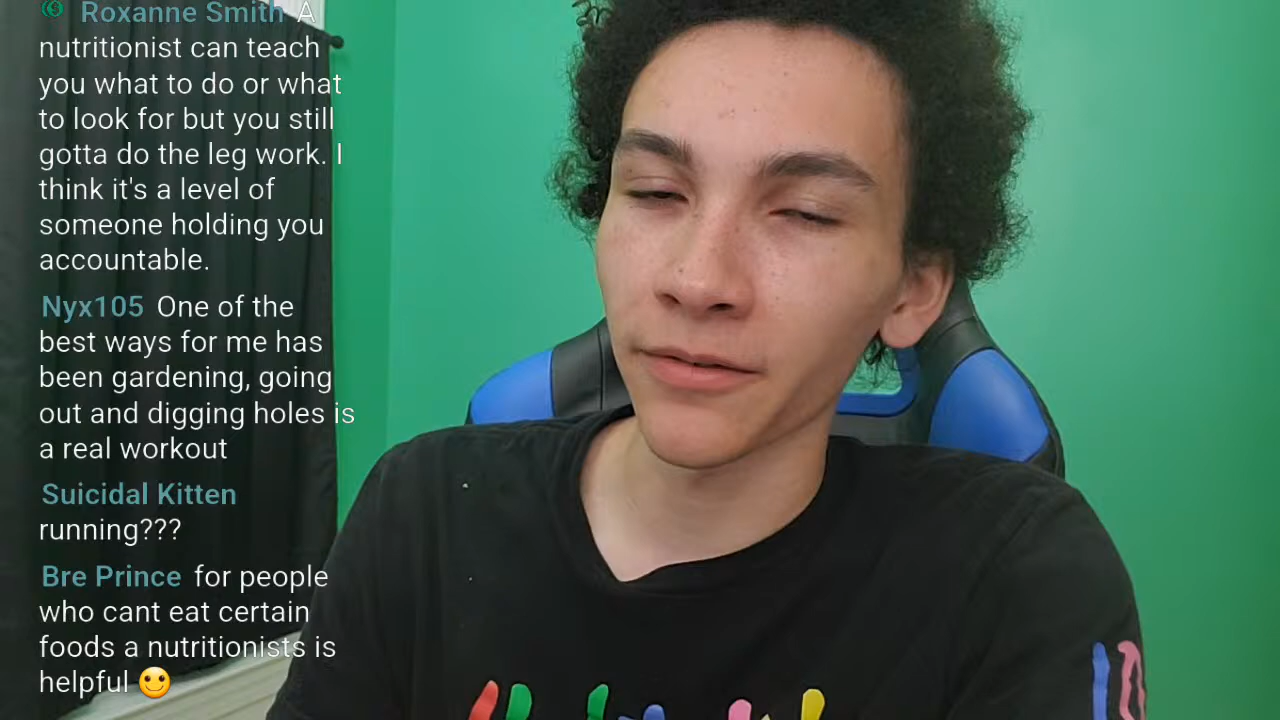 Roxanne Smith A
nutritionist can teach
you what to do or what
to look for but you still
gotta do the leg work. I
think it's a level of
someone holding you
accountable.
Nyx105 One of the
best ways for me has
been gardening, going
out and digging holes is
a real workout
Suicidal Kitten
running???
Bre Prince for people
who cant eat certain
foods a nutritionists is
helpful 🙂